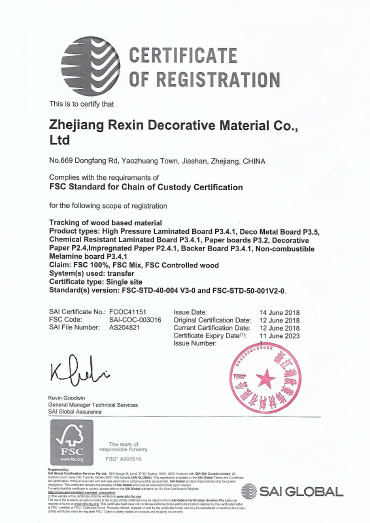 CERTIFICATE
OF REGISTRATION
This is to certify that
Zhejiang Rexin Decorative Material Co.,
Ltd
No.669 Dongfang Rd, Yaozhuang Town, Jiashan, Zhejiang, CHINA
Complies with the requirements of
FSC Standard for Chain of Custody Certification
for the following scope of registration
Tracking of wood based material
Product types: High Pressure Laminated Board P3.4.1, Deco Metal Board P3.5,
Chemical Resistant Laminated Board P3.4.1, Paper boards P3.2, Decorative
Paper P2.4,Impregnated Paper P2.4.1, Backer Board P3.4.1, Non-combustible
Melamine board P3.4.1
Claim: FSC 100%, FSC Mix, FSC Controlled wood
System(s) used: transfer
Certificate type: Single site
Standard(s) version: FSC-STD-40-004 V3-0 and FSC-STD-50-001V2-0.
SAI Certificate No.: FCOC41151 Issue Date: 14 June 2018
FSC Code: SAI-COC-003016 Original Certification Date: 12 June 2018
SAI File Number: AS204821 Current Certification Date: 12 June 2018
Certificate Expiry Date(1): 11 June 2023
Issue Number:
Kevin Goodwin
General Manager Technical Services
SAI Global Assurance
FSC
www.fsc.org
The mark of
responsible forestry
FSC® A000519
SAI GLOBAL